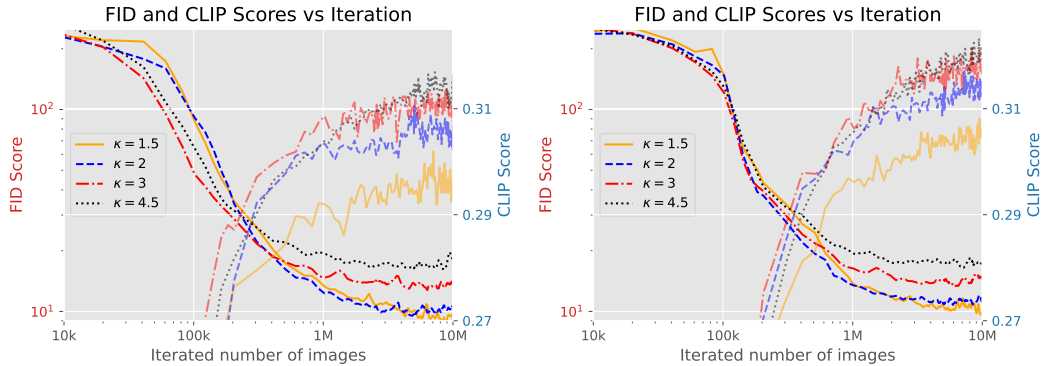 FID and CLIP Scores vs Iteration
10²
10¹
FID Score
κ = 1.5
κ = 2
κ = 3
κ = 4.5
0.31
0.29
0.27
CLIP Score
10k
100k
1M
10M
Iterated number of images
FID and CLIP Scores vs Iteration
10²
10¹
FID Score
κ = 1.5
κ = 2
κ = 3
κ = 4.5
0.31
0.29
0.27
CLIP Score
10k
100k
1M
10M
Iterated number of images